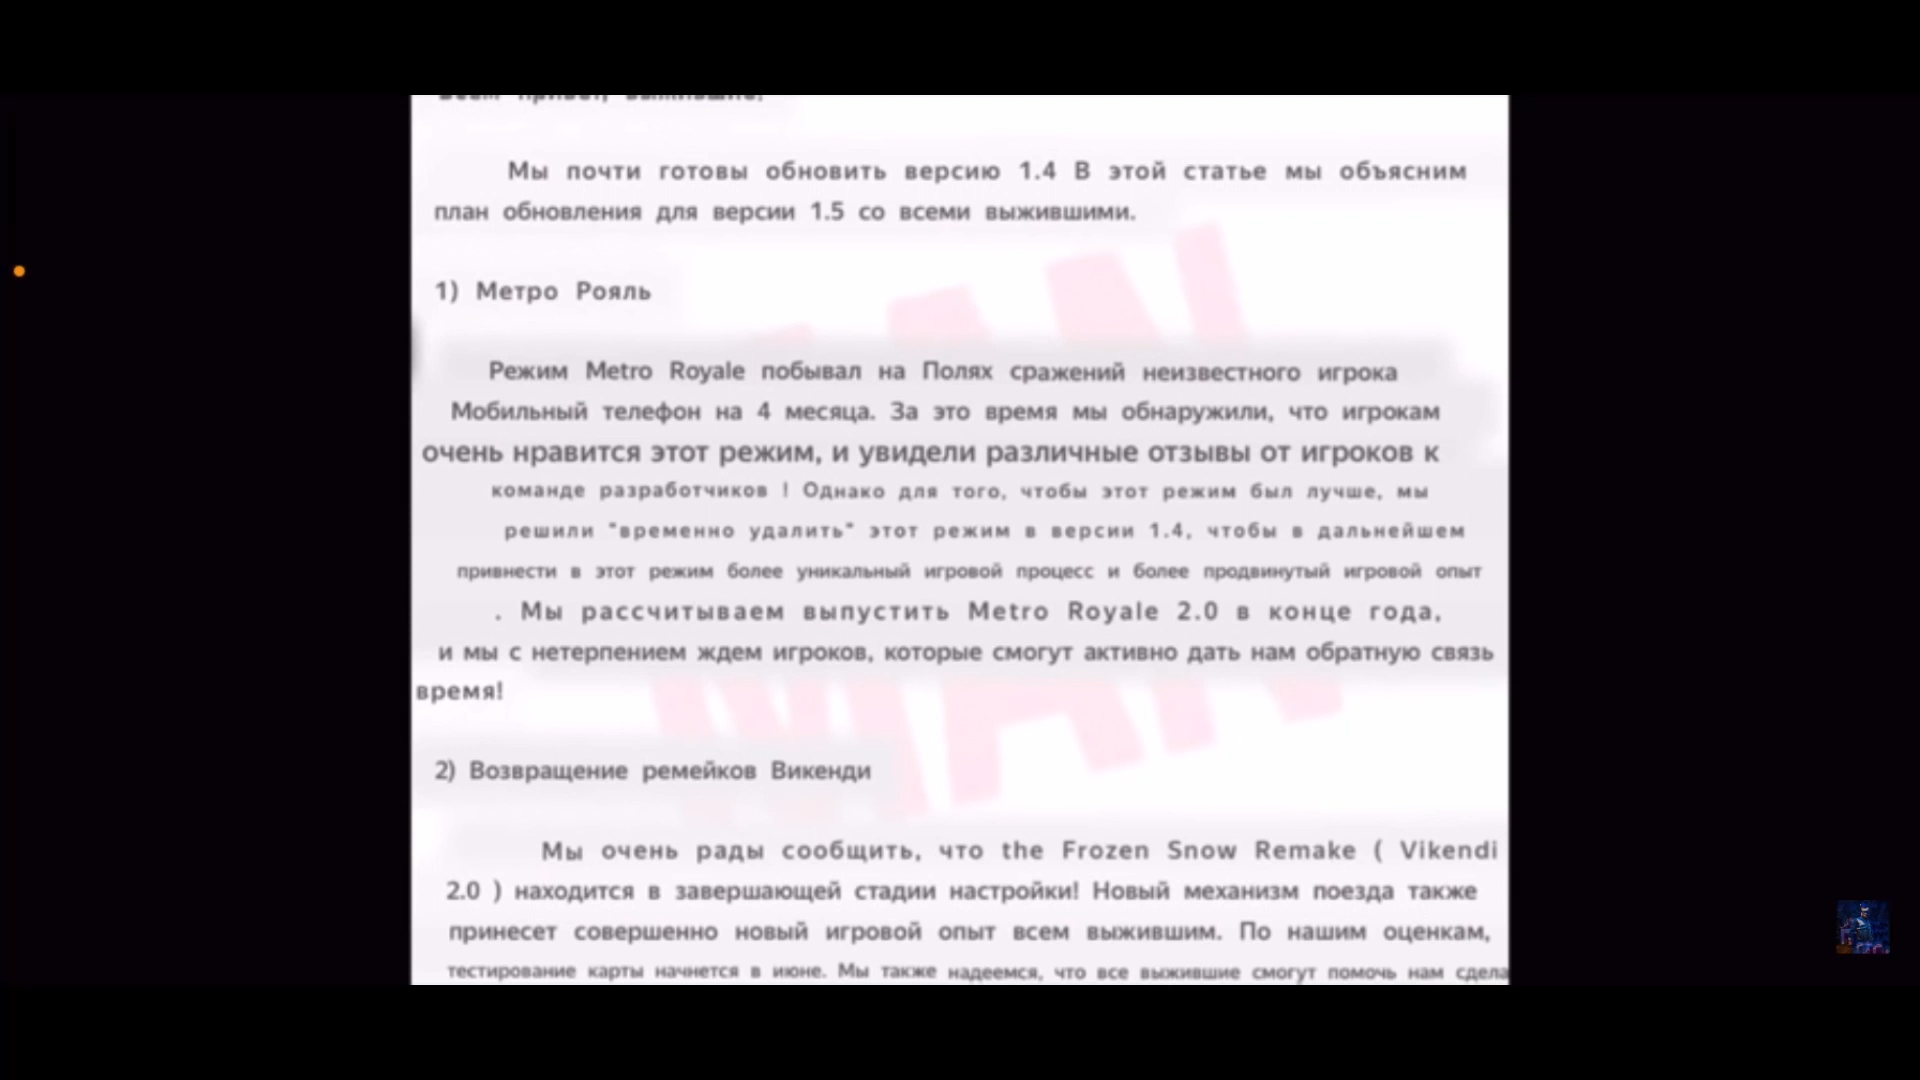 Всем привет, выжившие!
Мы почти готовы обновить версию 1.4 В этой статье мы объясним
план обновления для версии 1.5 со всеми выжившими.
1) Метро Рояль
Режим Metro Royale побывал на Полях сражений неизвестного игрока
Мобильный телефон на 4 месяца. За это время мы обнаружили, что игрокам
очень нравится этот режим, и увидели различные отзывы от игроков к
команде разработчиков ! Однако для того, чтобы этот режим был лучше, мы
решили "временно удалить" этот режим в версии 1.4, чтобы в дальнейшем
привнести в этот режим более уникальный игровой процесс и более продвинутый игровой опыт
. Мы рассчитываем выпустить Metro Royale 2.0 в конце года,
и мы с нетерпением ждем игроков, которые смогут активно дать нам обратную связь
время!
2) Возвращение ремейков Викенди
Мы очень рады сообщить, что the Frozen Snow Remake ( Vikendi
2.0 ) находится в завершающей стадии настройки! Новый механизм поезда также
принесет совершенно новый игровой опыт всем выжившим. По нашим оценкам,
тестирование карты начнется в июне. Мы также надеемся, что все выжившие смогут помочь нам сдела